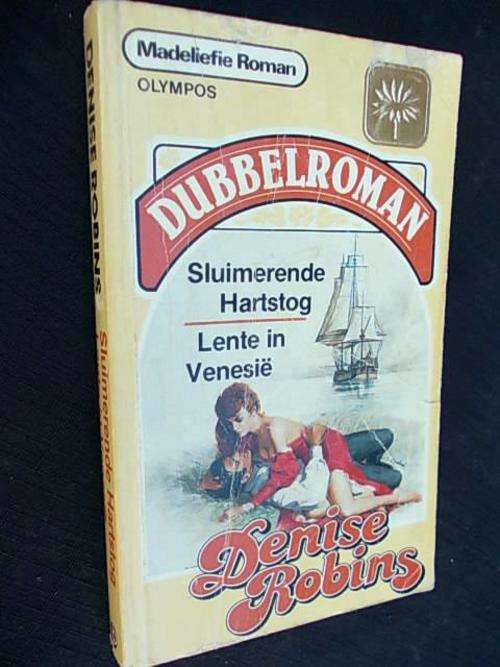 Madeliefie Roman
OLYMPOS
DUBBELROMAN
Sluimerende
Hartstog
Lente in
Venesië
Denise
Robins
DENISE ROBINS
Sluimerende Hartstog